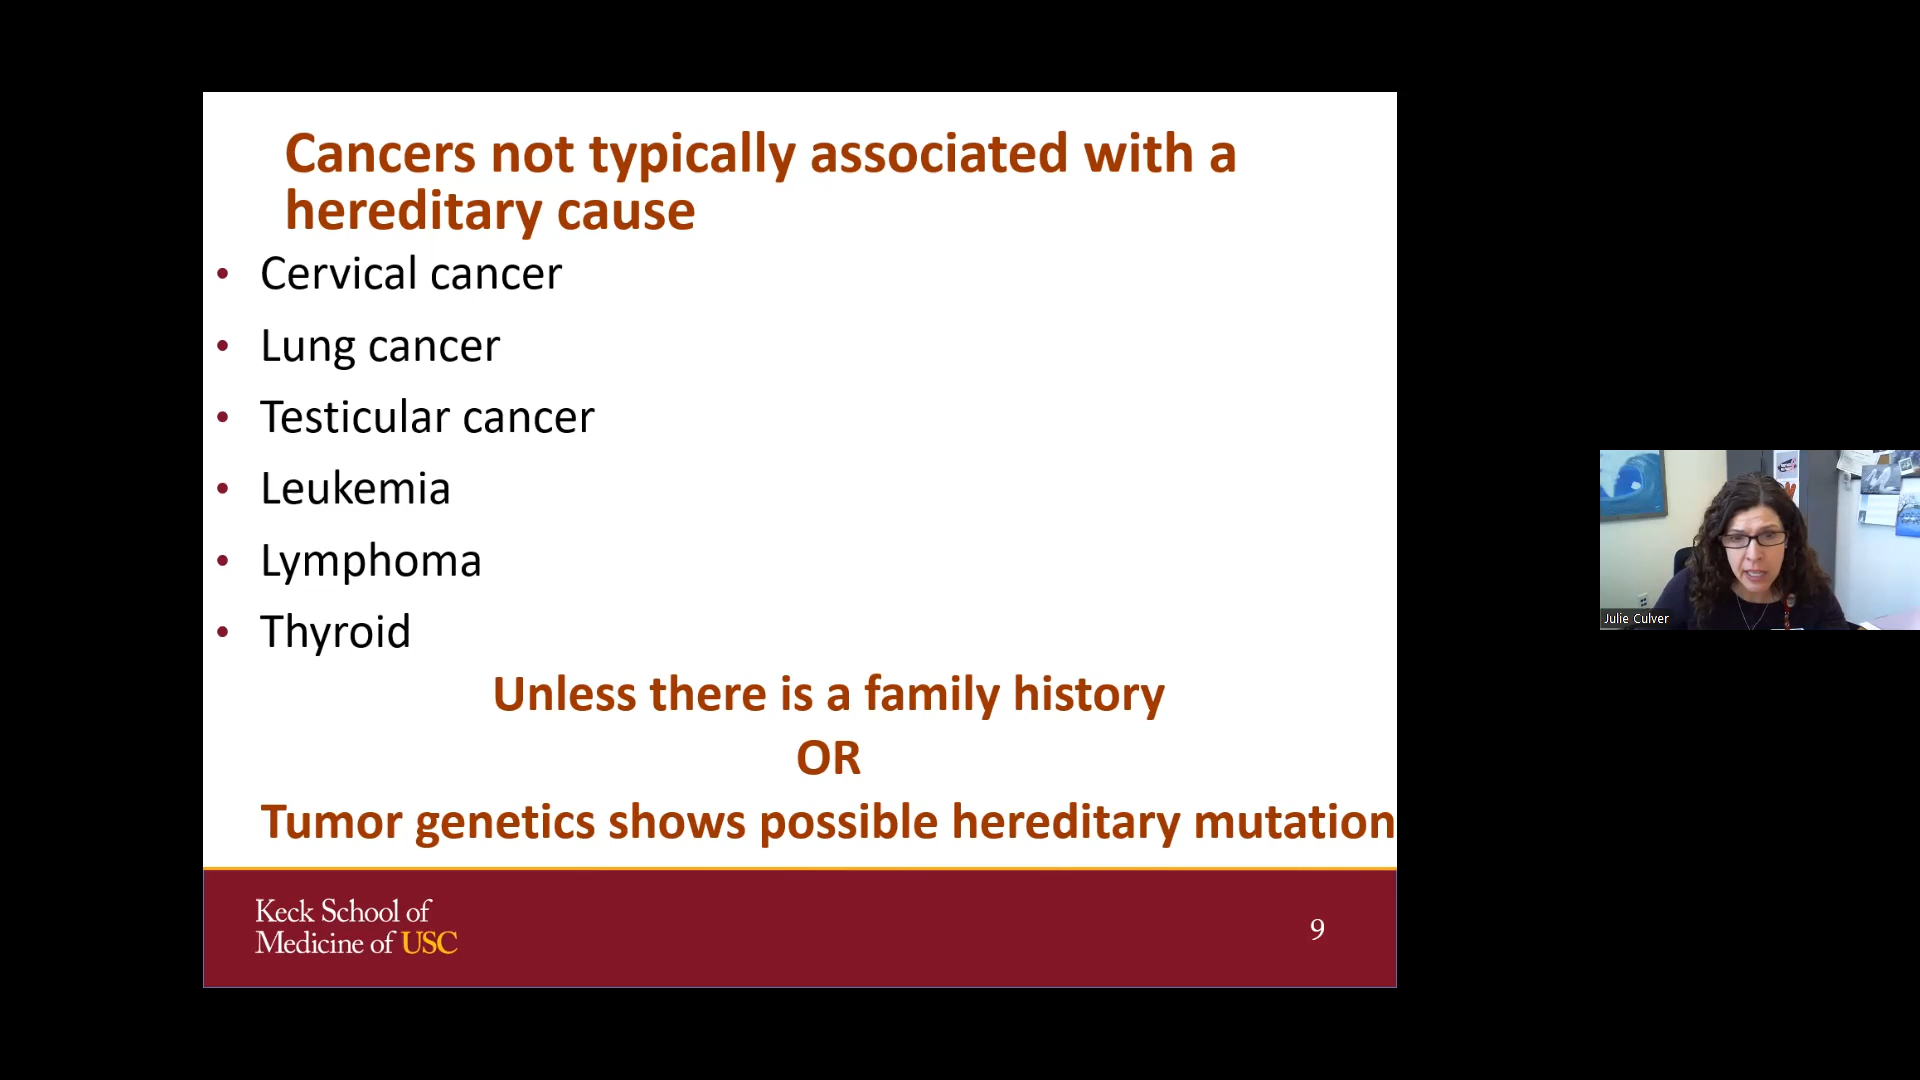 Cancers not typically associated with a
hereditary cause
• Cervical cancer
• Lung cancer
• Testicular cancer
• Leukemia
• Lymphoma
• Thyroid
Unless there is a family history
OR
Tumor genetics shows possible hereditary mutation
Keck School of
Medicine of USC
9
Julie Culver